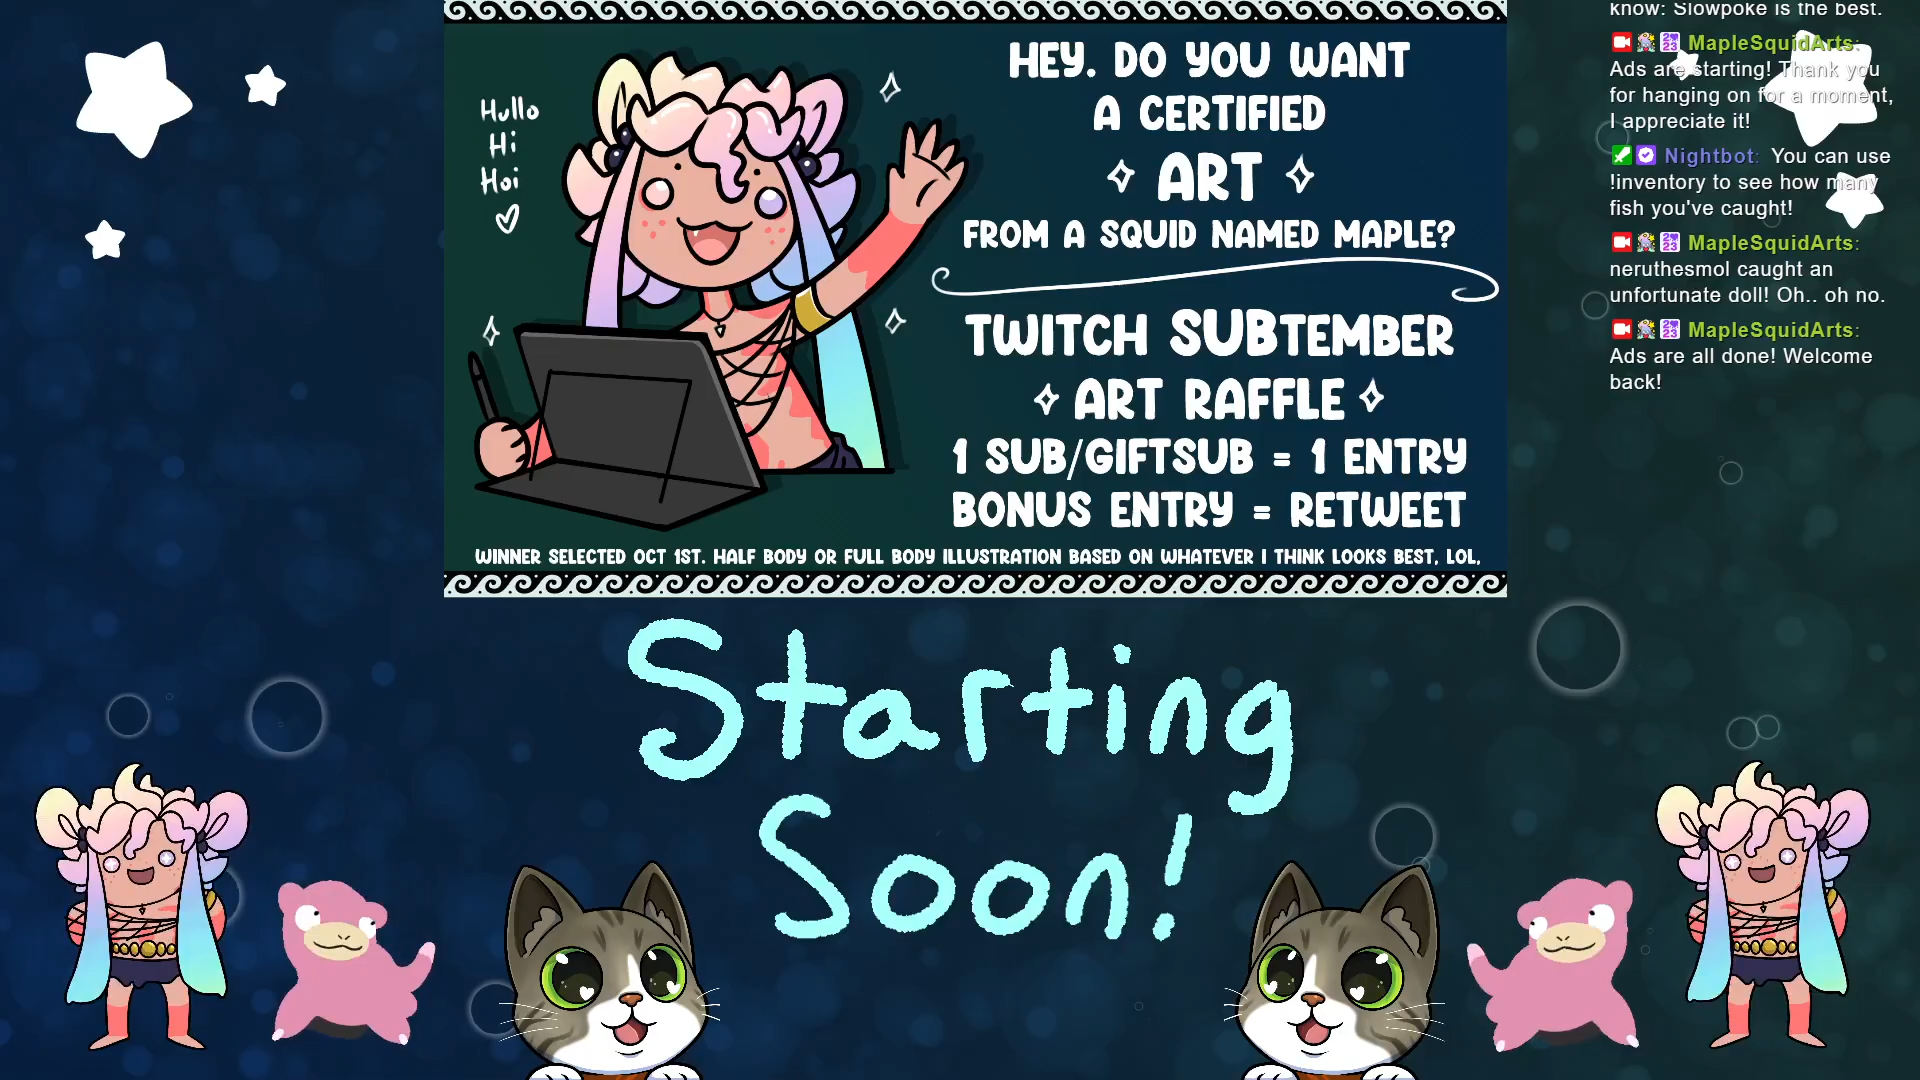 Hullo
Hi
Hoi
HEY. DO YOU WANT
A CERTIFIED
ART
FROM A SQUID NAMED MAPLE?
TWITCH SUBTEMBER
ART RAFFLE
1 SUB/GIFTSUB = 1 ENTRY
BONUS ENTRY = RETWEET
WINNER SELECTED OCT 1ST. HALF BODY OR FULL BODY ILLUSTRATION BASED ON WHATEVER I THINK LOOKS BEST, LOL,
Starting
Soon!
know: Slowpoke is the best.
MapleSquidArts:
Ads are starting! Thank you
for hanging on for a moment,
I appreciate it!
Nightbot: You can use
!inventory to see how many
fish you've caught!
MapleSquidArts:
neruthesmol caught an
unfortunate doll! Oh.. oh no.
MapleSquidArts:
Ads are all done! Welcome
back!